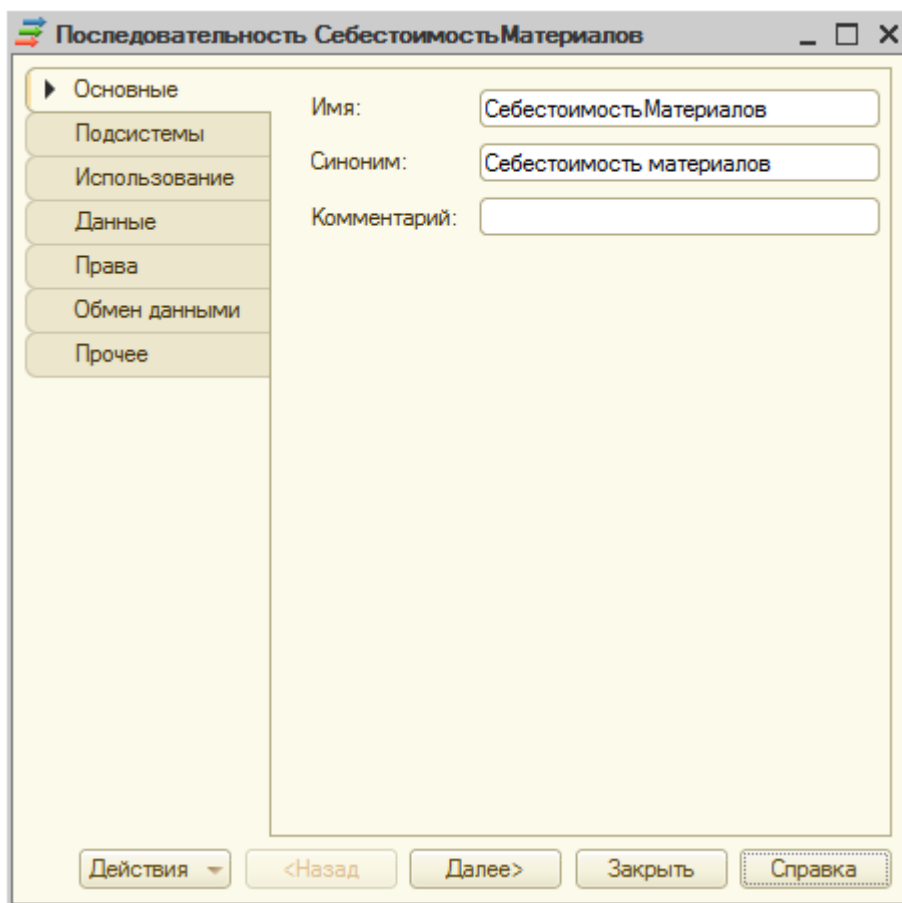 Последовательность СебестоимостьМатериалов
Основные
Подсистемы
Использование
Данные
Права
Обмен данными
Прочее
Имя: СебестоимостьМатериалов
Синоним: Себестоимость материалов
Комментарий:
Действия <Назад Далее> Закрыть Справка